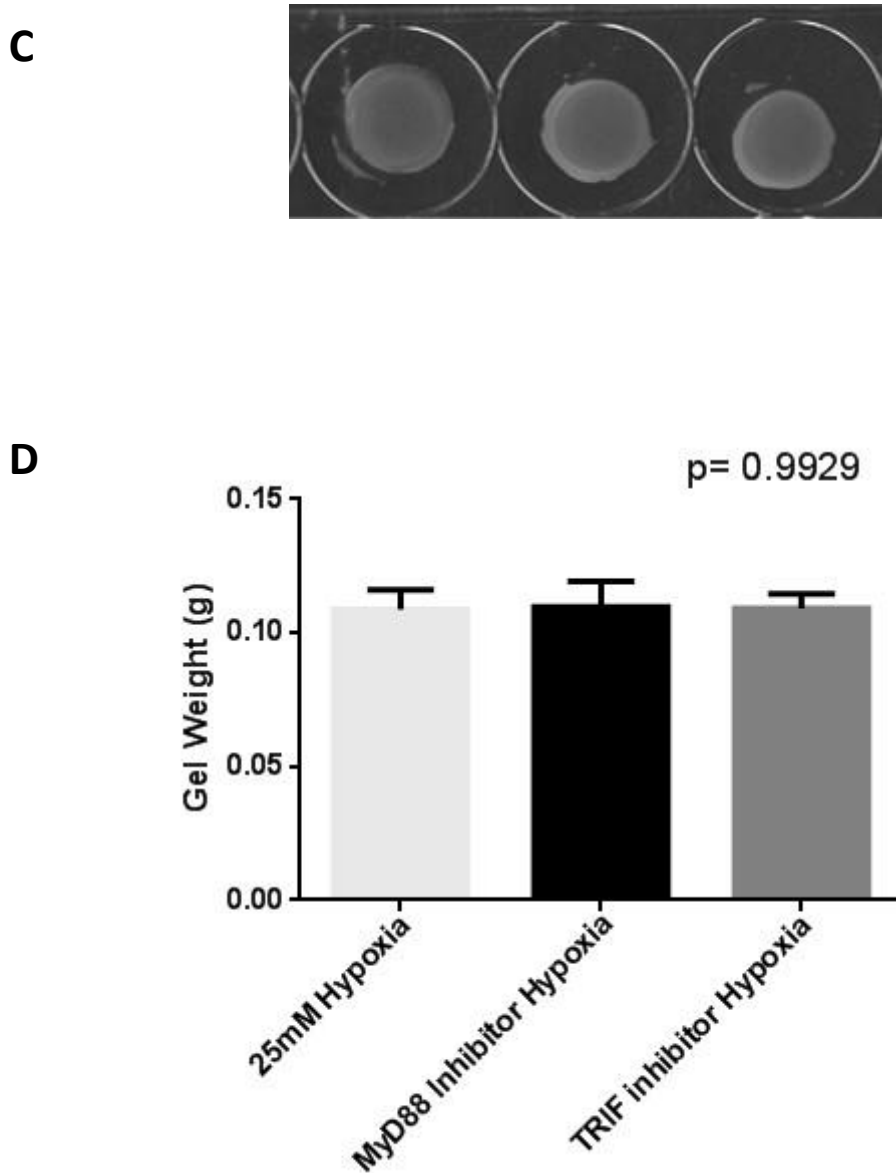 C
D
p= 0.9929
0.15
0.10
0.05
0.00
Gel Weight (g)
25mM Hypoxia
MyD88 Inhibitor Hypoxia
TRIF inhibitor Hypoxia